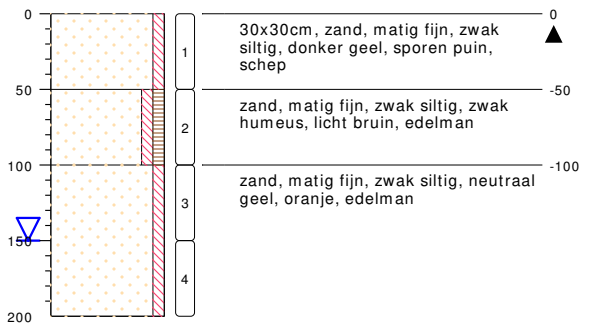 0
50
100
150
200
1
2
3
4
30x30cm, zand, matig fijn, zwak
siltig, donker geel, sporen puin,
schep
zand, matig fijn, zwak siltig, zwak
humeus, licht bruin, edelman
zand, matig fijn, zwak siltig, neutraal
geel, oranje, edelman
0
-50
-100